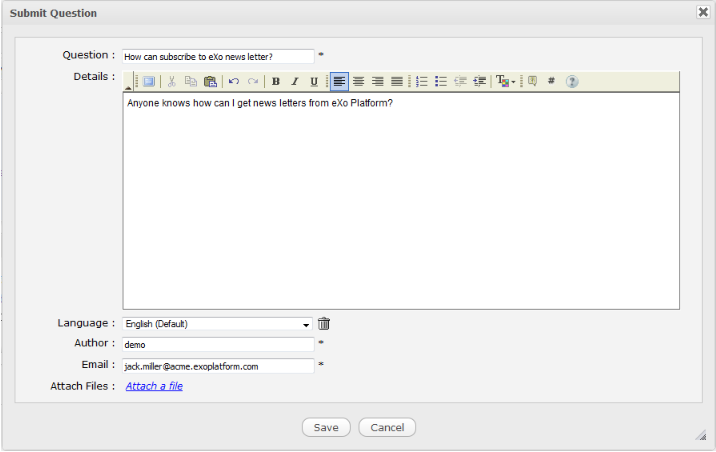 Submit Question
Question : How can subscribe to eXo news letter? *
Details :
B I U T #  ?
Anyone knows how can I get news letters from eXo Platform?
Language : English (Default)
Author : demo *
Email : jack.miller@acme.exoplatform.com *
Attach Files : Attach a file
Save Cancel